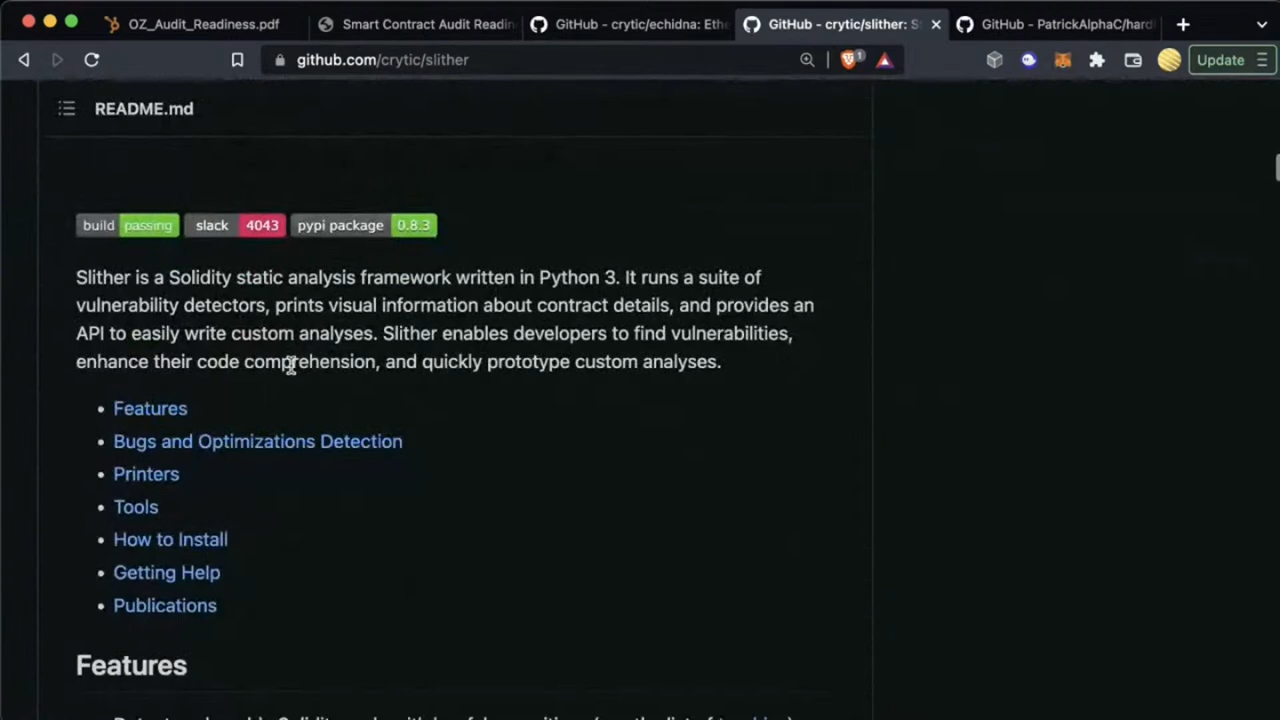 OZ_Audit_Readiness.pdf
Smart Contract Audit Readin
GitHub - crytic/echidna: Ethe
GitHub - crytic/slither: S
GitHub - PatrickAlphaC/hard
github.com/crytic/slither
1
Update
README.md
build passing slack 4043 pypi package 0.8.3
Slither is a Solidity static analysis framework written in Python 3. It runs a suite of
vulnerability detectors, prints visual information about contract details, and provides an
API to easily write custom analyses. Slither enables developers to find vulnerabilities,
enhance their code comprehension, and quickly prototype custom analyses.
Features
Bugs and Optimizations Detection
Printers
Tools
How to Install
Getting Help
Publications
Features